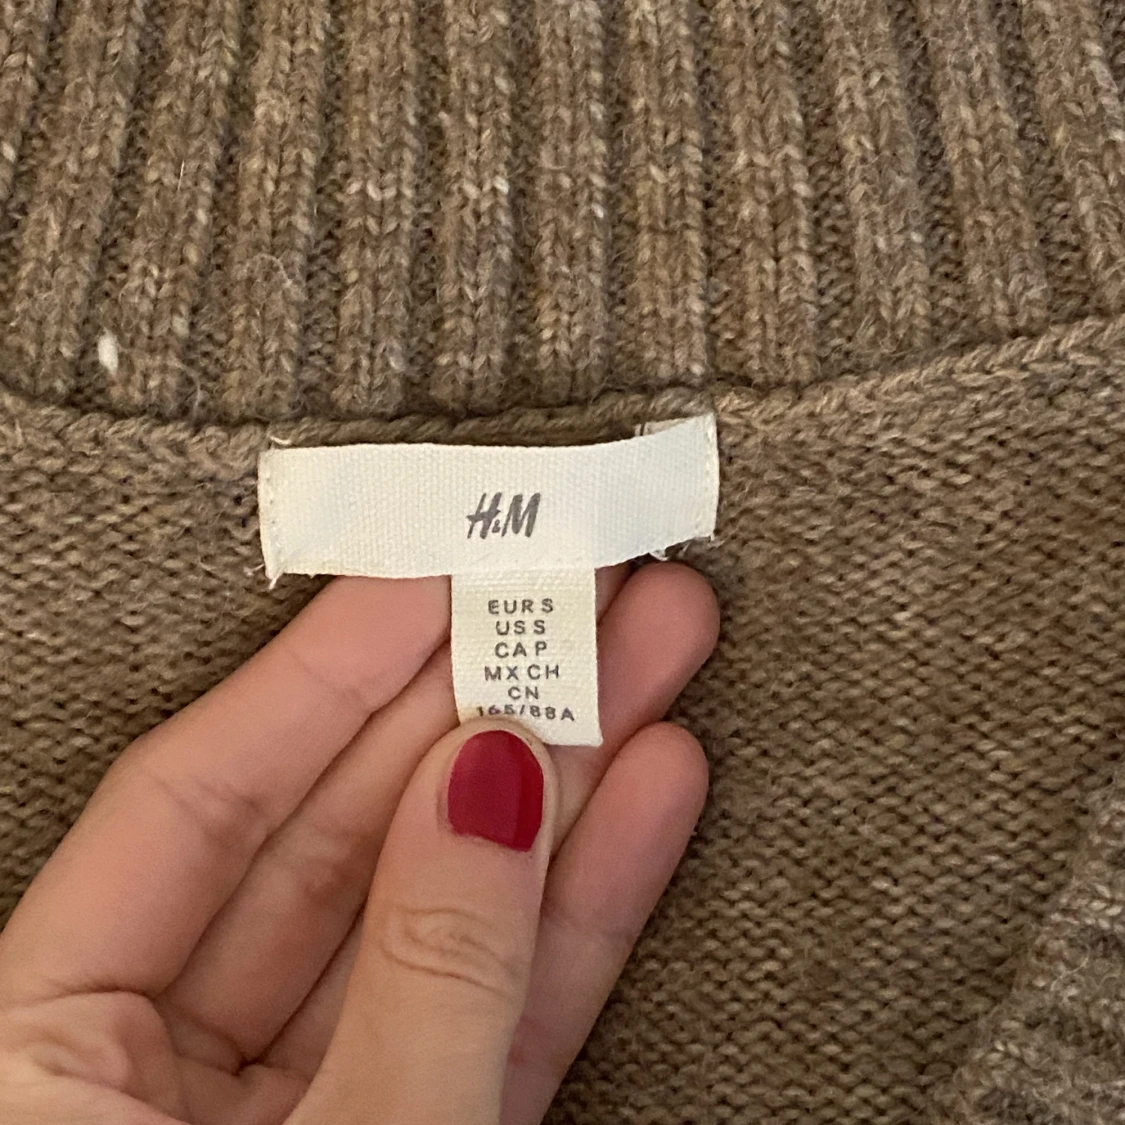 H&M
EUR S
US S
CA P
MX CH
CN
165/88A